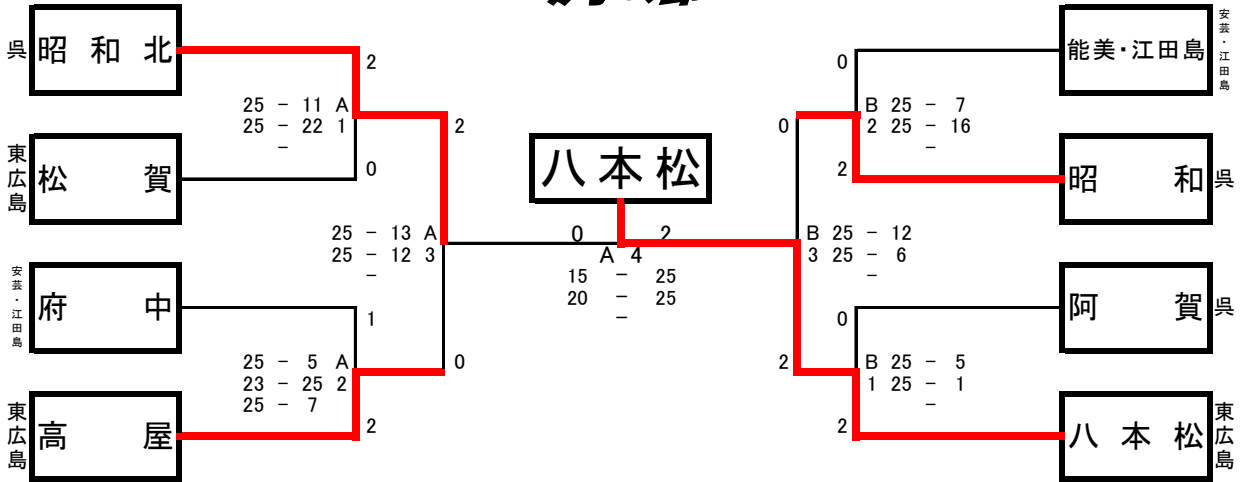 呉
昭和北
2
25 - 11 A
25 - 22 1
-
0
東広島
松賀
2
25 - 13 A
25 - 12 3
-
安芸・江田島
府中
1
25 - 5 A
23 - 25 2
25 - 7
0
東広島
高屋
2
八本松
0 2
A 4
15 - 25
20 - 25
-
安芸・江田島
能美・江田島
0
B 25 - 7
2 25 - 16
-
0
2
昭和
呉
B 25 - 12
3 25 - 6
-
阿賀
呉
0
B 25 - 5
1 25 - 1
-
2
2
八本松
東広島